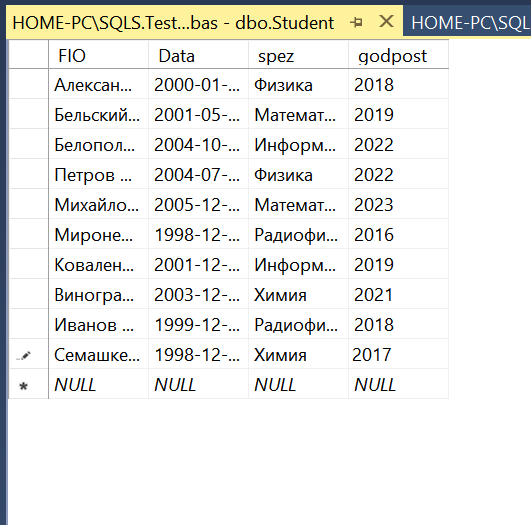 HOME-PC\SQLS.Test...bas - dbo.Student HOME-PC\SQL
FIO Data spez godpost
Алексан... 2000-01-... Физика 2018
Бельский... 2001-05-... Математ... 2019
Белопол... 2004-10-... Информ... 2022
Петров ... 2004-07-... Физика 2022
Михайло... 2005-12-... Математ... 2023
Мироне... 1998-12-... Радиофи... 2016
Ковален... 2001-12-... Информ... 2019
Виногра... 2003-12-... Химия 2021
Иванов ... 1999-12-... Радиофи... 2018
Семашке... 1998-12-... Химия 2017
NULL NULL NULL NULL